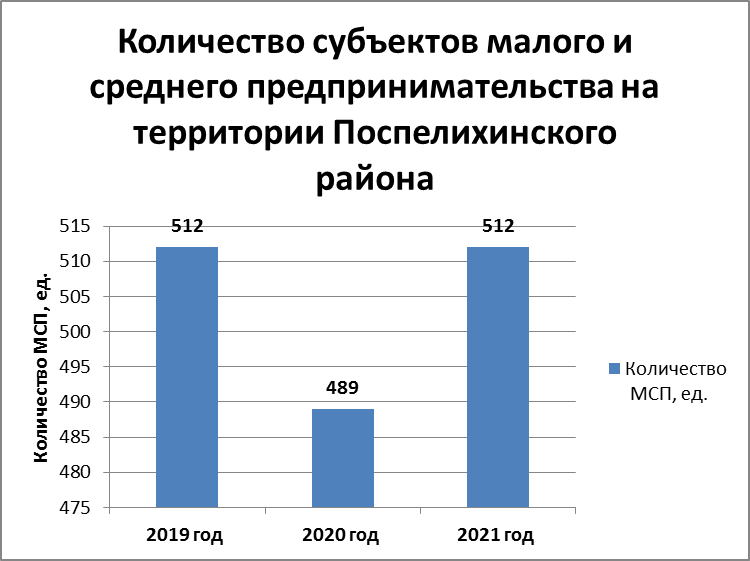 Количество субъектов малого и
среднего предпринимательства на
территории Поспелихинского
района
Количество МСП, ед.
515
510
505
500
495
490
485
480
475
512
489
512
2019 год
2020 год
2021 год
Количество
МСП, ед.